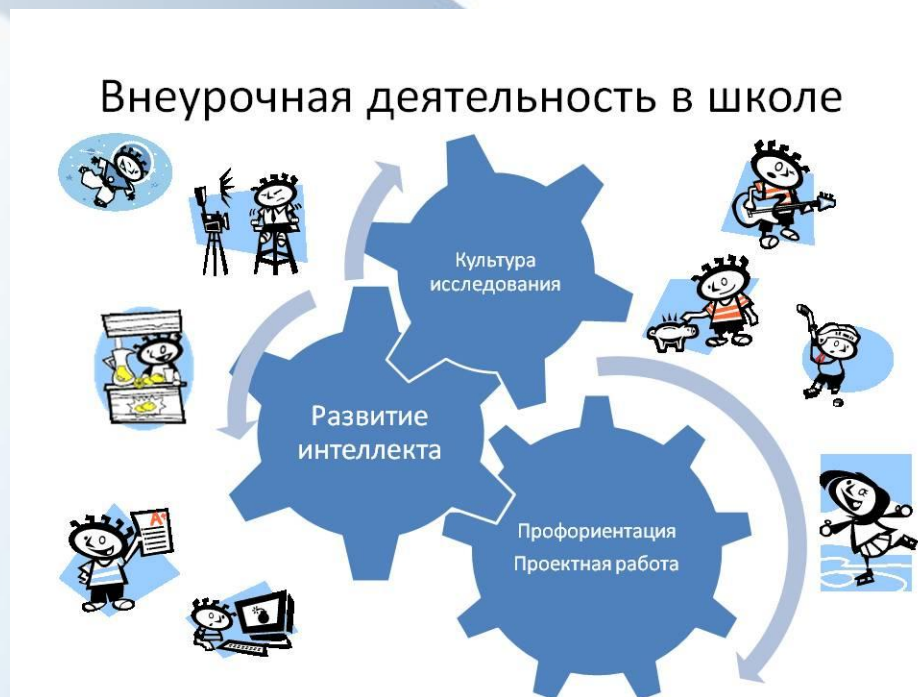 Внеурочная деятельность в школе
Культура
исследования
Развитие
интеллекта
Профориентация
Проектная работа
A+